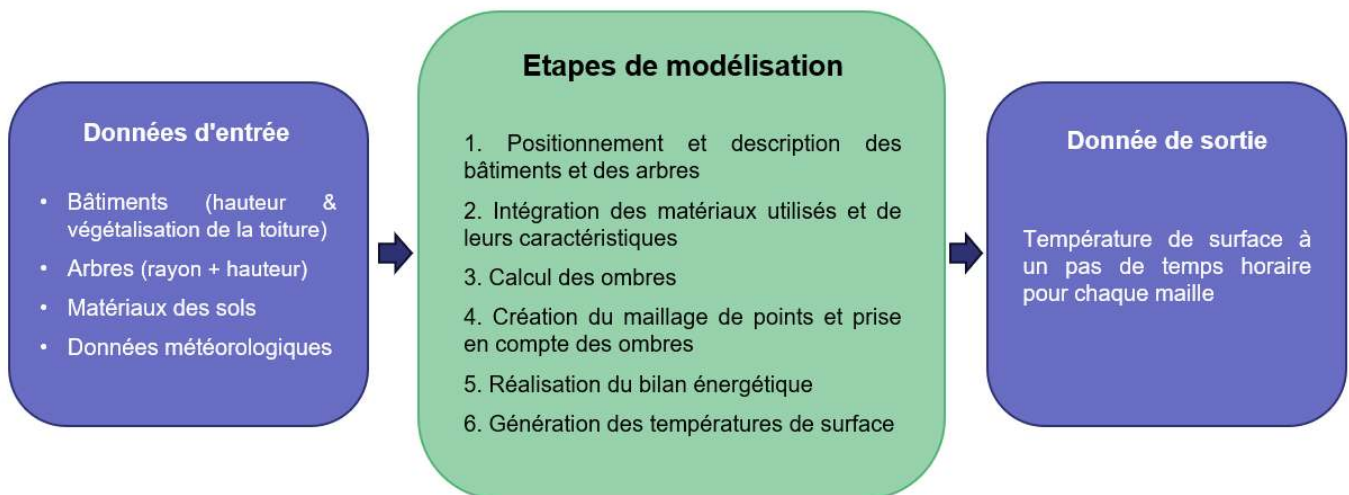 Données d'entrée
• Bâtiments (hauteur &
végétalisation de la toiture)
• Arbres (rayon + hauteur)
• Matériaux des sols
• Données météorologiques
Etapes de modélisation
1. Positionnement et description des
bâtiments et des arbres
2. Intégration des matériaux utilisés et de
leurs caractéristiques
3. Calcul des ombres
4. Création du maillage de points et prise
en compte des ombres
5. Réalisation du bilan énergétique
6. Génération des températures de surface
Donnée de sortie
Température de surface à
un pas de temps horaire
pour chaque maille